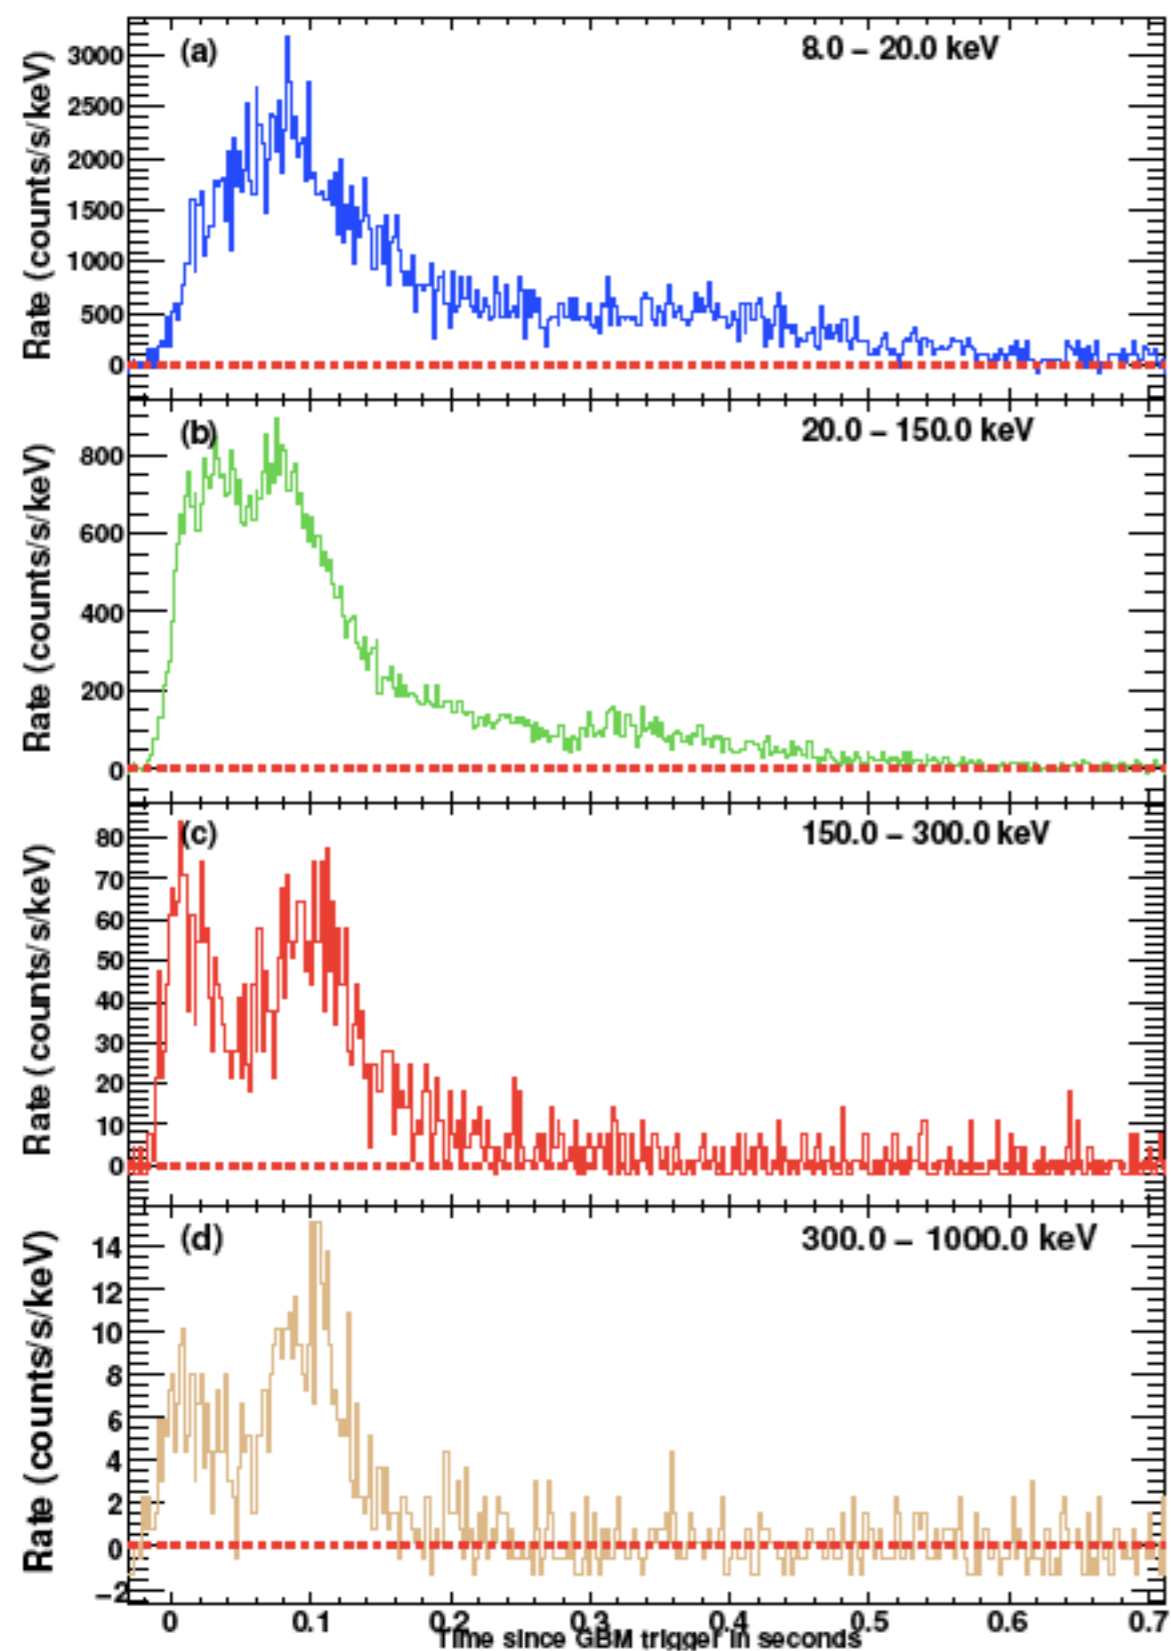 (a)
8.0 – 20.0 keV
Rate (counts/s/keV)
3000
2500
2000
1500
1000
500
0
(b)
20.0 – 150.0 keV
Rate (counts/s/keV)
800
600
400
200
0
(c)
150.0 – 300.0 keV
Rate (counts/s/keV)
80
70
60
50
40
30
20
10
0
(d)
300.0 – 1000.0 keV
Rate (counts/s/keV)
14
12
10
8
6
4
2
0
–2
0 0.1 0.2 0.3 0.4 0.5 0.6 0.7
Time since GBM trigger in seconds